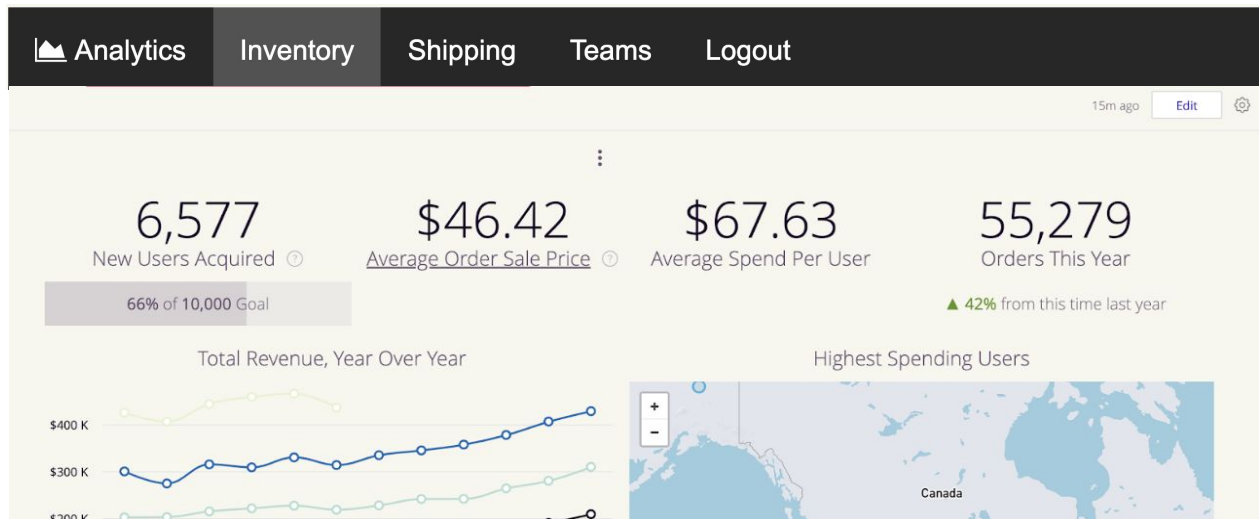 Analytics Inventory Shipping Teams Logout
15m ago Edit
6,577 $46.42 $67.63 55,279
New Users Acquired ? Average Order Sale Price ? Average Spend Per User Orders This Year
66% of 10,000 Goal ▲ 42% from this time last year
Total Revenue, Year Over Year Highest Spending Users
+
$400 K
−
$300 K
Canada
$200 K